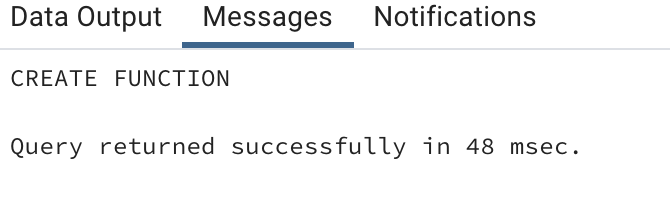 Data Output Messages Notifications
CREATE FUNCTION
Query returned successfully in 48 msec.